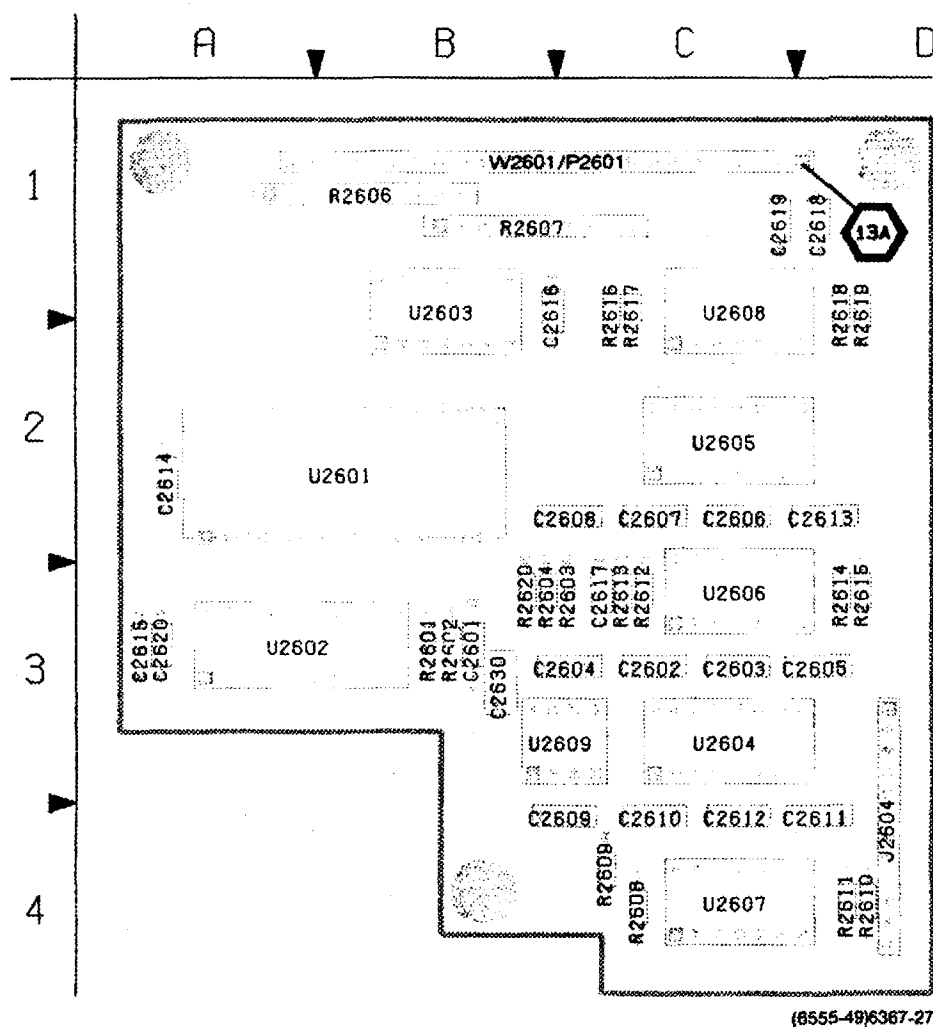 A B C D
1
W2601/P2601
R2606
R2607
C2619 C2618 13A
U2603 C2616 R2616 R2617 U2608 R2618 R2619
2
U2605
C2614 U2601
C2608 C2607 C2606 C2613
R2620 R2604 R2603 C2617 R2613 R2612 U2606 R2614 R2615
3
C2615 C2620 U2602 R2601 R2602 C2601
C2630 C2604 C2602 C2603 C2605
U2609 U2604
C2609 C2610 C2612 C2611 J2604
4
R2609 R2608 U2607 R2611 R2610
(6555-49)6367-27